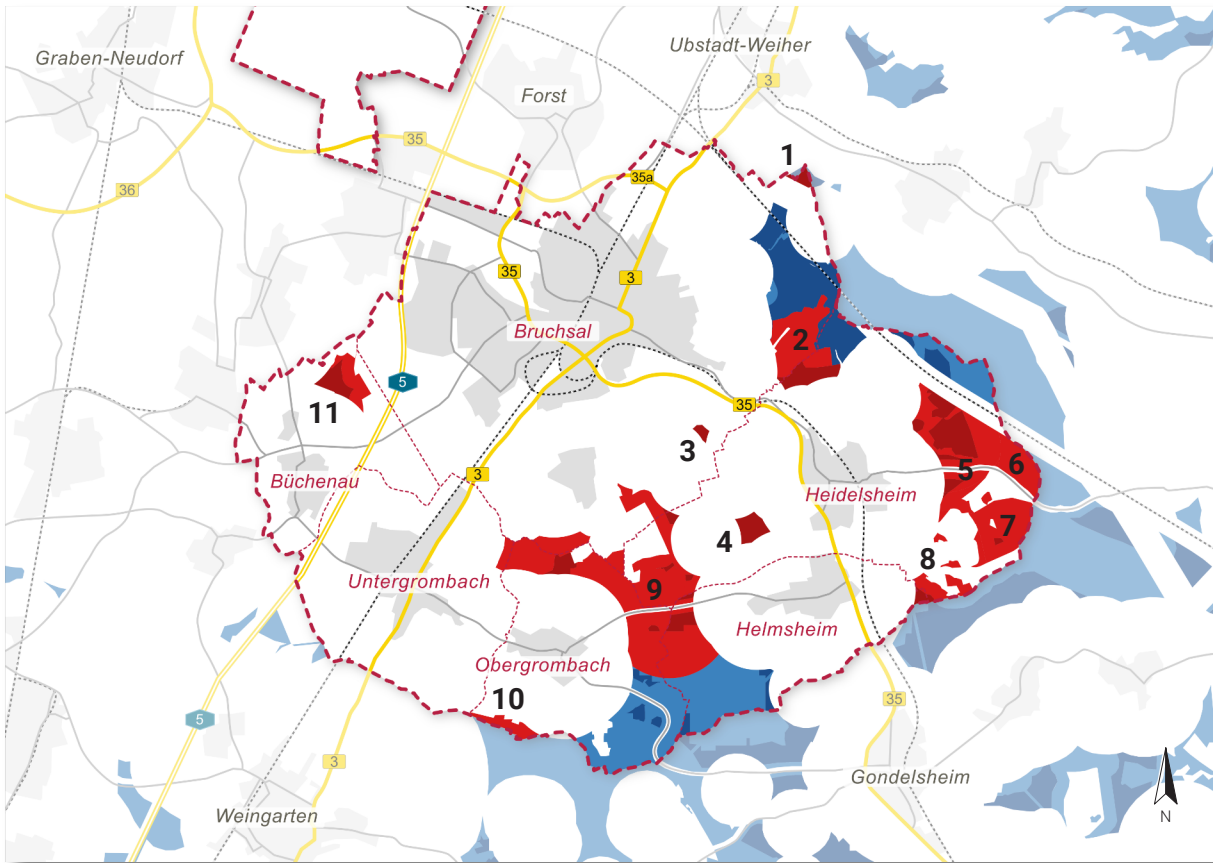 Graben-Neudorf
Ubstadt-Weiher
3
Forst
35
1
35a
36
35
3
2
Bruchsal
5
11
35
3
5
6
Büchenau
3
Heidelsheim
4
7
8
Untergrombach
9
Helmsheim
Obergrombach
10
35
5
3
Gondelsheim
Weingarten
N